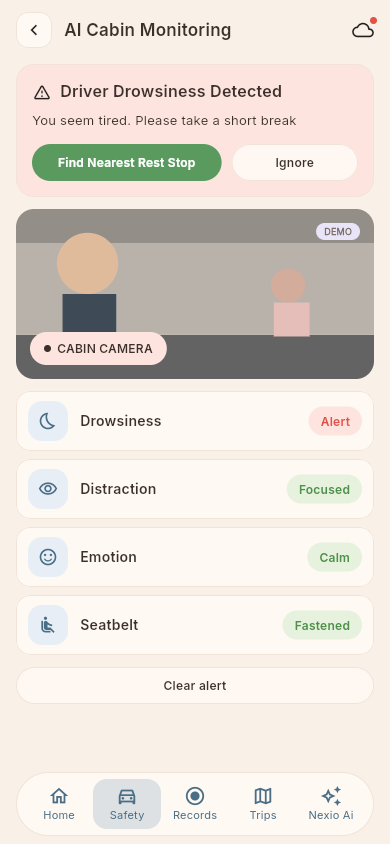 AI Cabin Monitoring
Driver Drowsiness Detected
You seem tired. Please take a short break
Find Nearest Rest Stop
Ignore
DEMO
CABIN CAMERA
Drowsiness
Alert
Distraction
Focused
Emotion
Calm
Seatbelt
Fastened
Clear alert
Home
Safety
Records
Trips
Nexio Ai